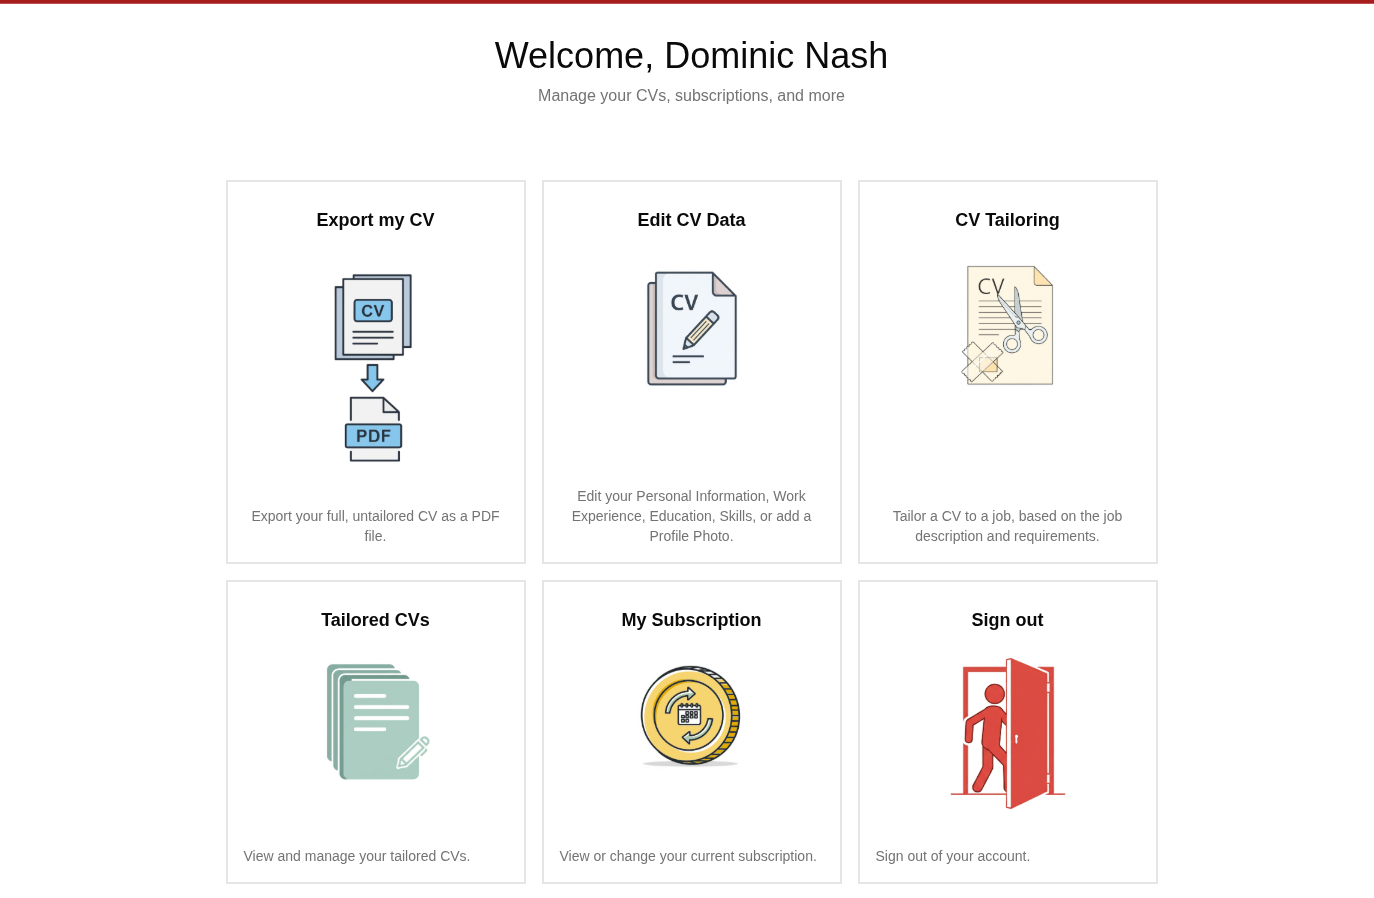 Welcome, Dominic Nash
Manage your CVs, subscriptions, and more
Export my CV
CV
PDF
Export your full, untailored CV as a PDF
file.
Edit CV Data
CV
Edit your Personal Information, Work
Experience, Education, Skills, or add a
Profile Photo.
CV Tailoring
CV
Tailor a CV to a job, based on the job
description and requirements.
Tailored CVs
View and manage your tailored CVs.
My Subscription
View or change your current subscription.
Sign out
Sign out of your account.